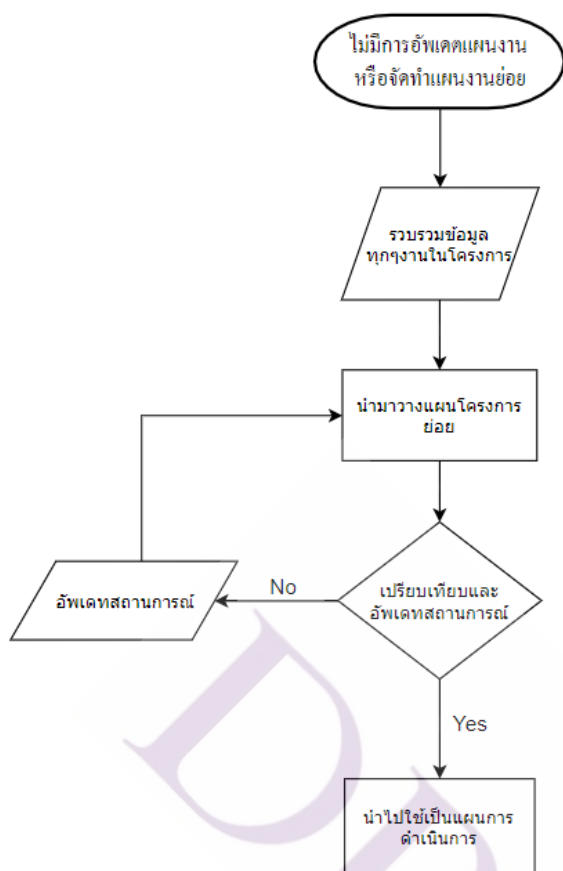 ไม่มีการอัพเดตแผนงาน
หรือจัดทำแผนงานย่อย
รวบรวมข้อมูล
ทุกๆงานในโครงการ
นำมาวางแผนโครงการ
ย่อย
เปรียบเทียบและ
อัพเดทสถานการณ์
No
อัพเดทสถานการณ์
Yes
นำไปใช้เป็นแผนการ
ดำเนินการ